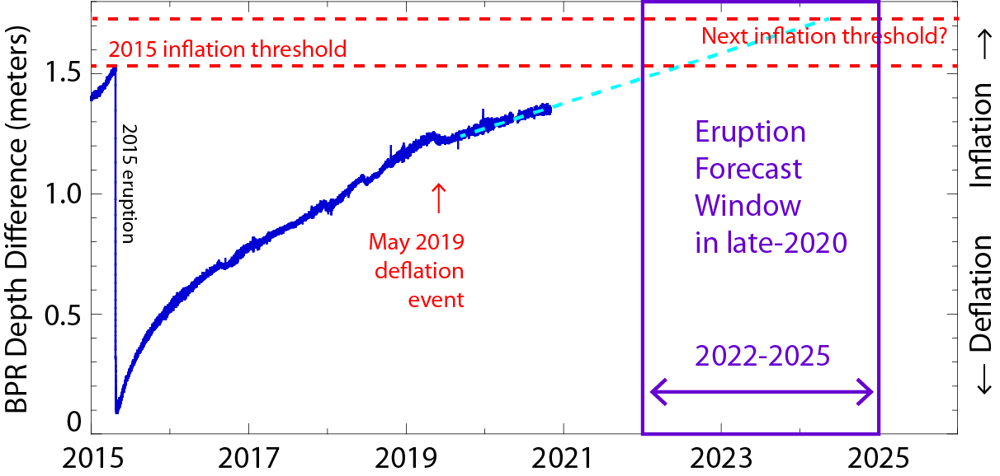 2015 inflation threshold
Next inflation threshold?
BPR Depth Difference (meters)
1.5
1.0
0.5
0
2015 eruption
May 2019
deflation
event
Eruption
Forecast
Window
in late-2020
2022-2025
← Deflation Inflation →
2015 2017 2019 2021 2023 2025